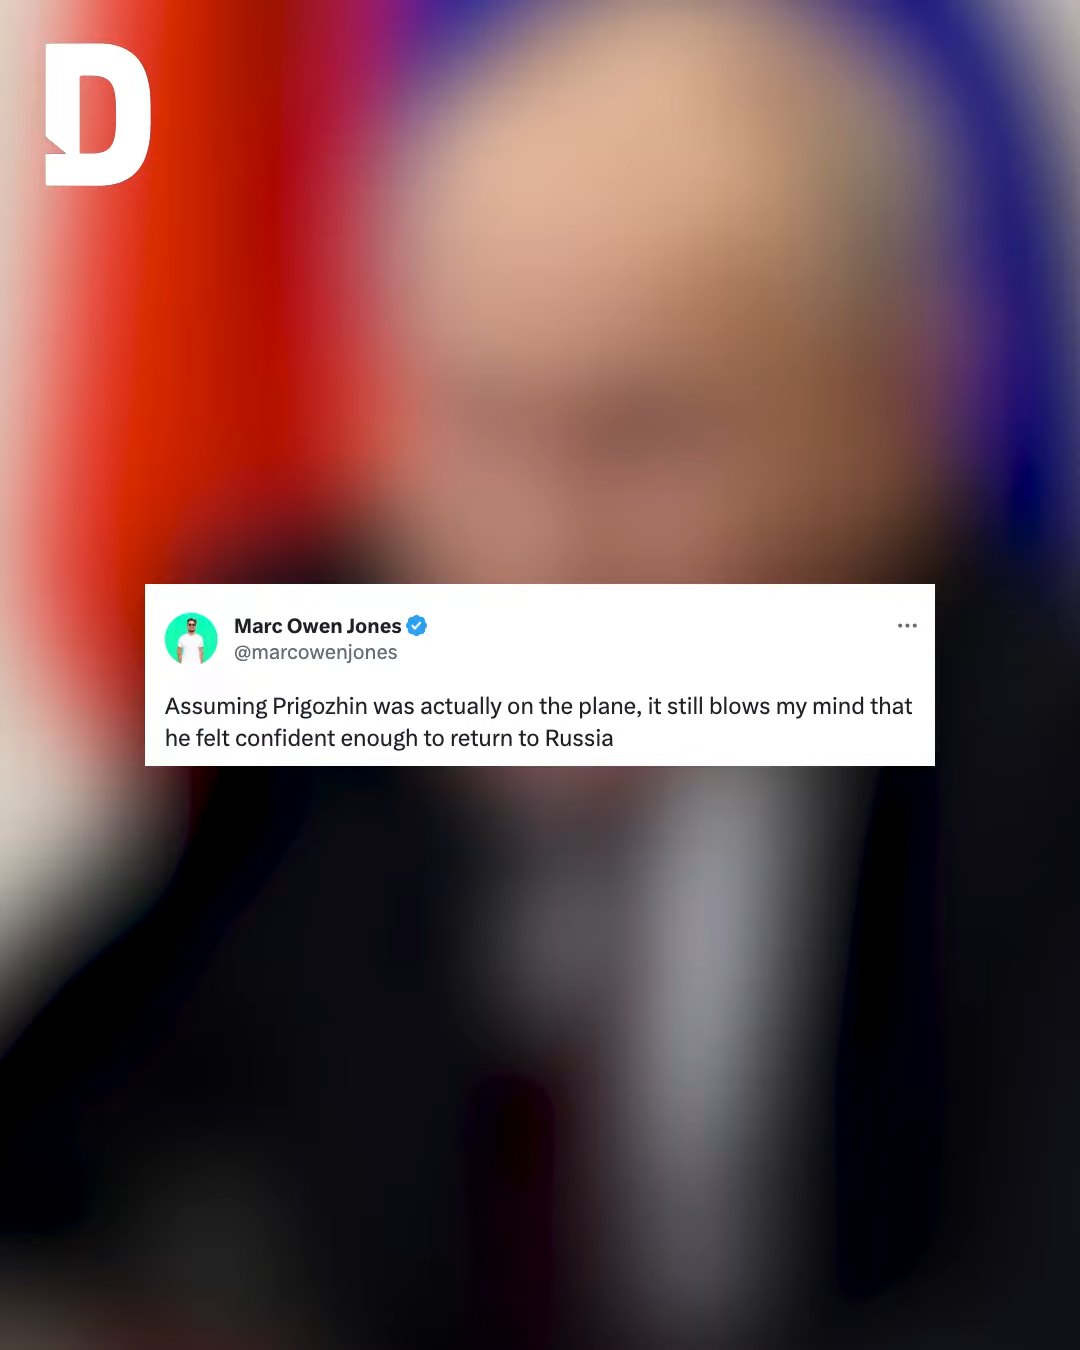 D
Marc Owen Jones
@marcowenjones
Assuming Prigozhin was actually on the plane, it still blows my mind that
he felt confident enough to return to Russia